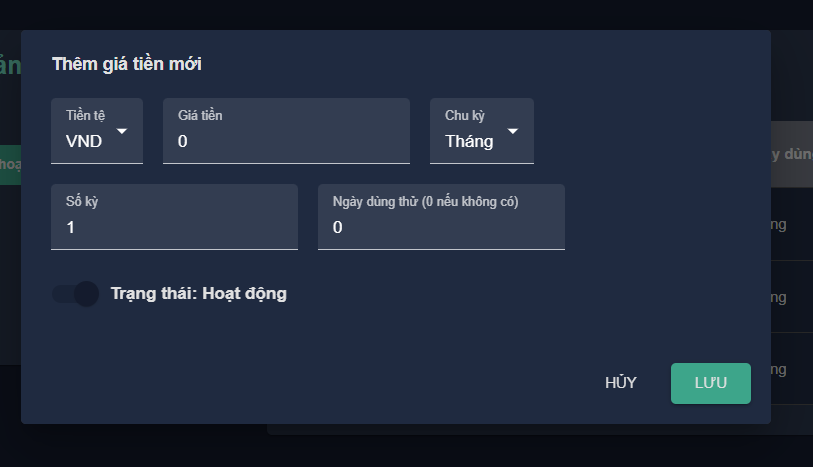 Thêm giá tiền mới
Tiền tệ
VND
Giá tiền
0
Chu kỳ
Tháng
Số kỳ
1
Ngày dùng thử (0 nếu không có)
0
Trạng thái: Hoạt động
HỦY
LƯU